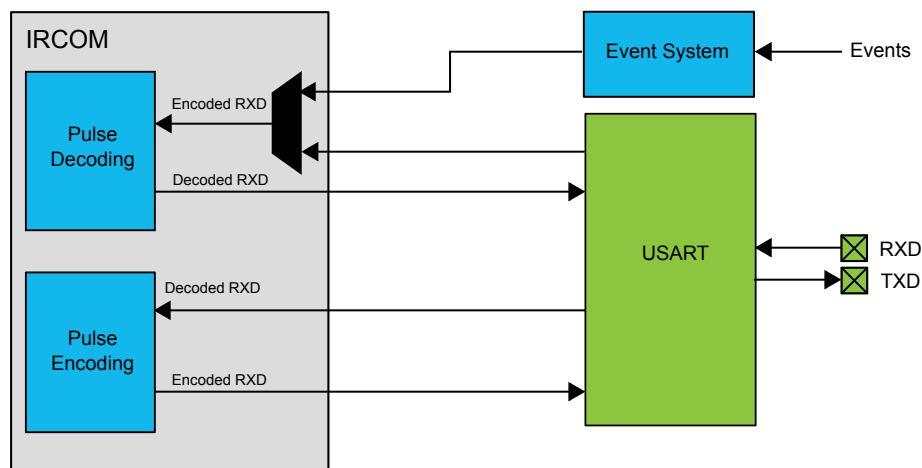 IRCOM
Event System
Events
Encoded RXD
Pulse
Decoding
Decoded RXD
USART
RXD
TXD
Decoded RXD
Pulse
Encoding
Encoded RXD